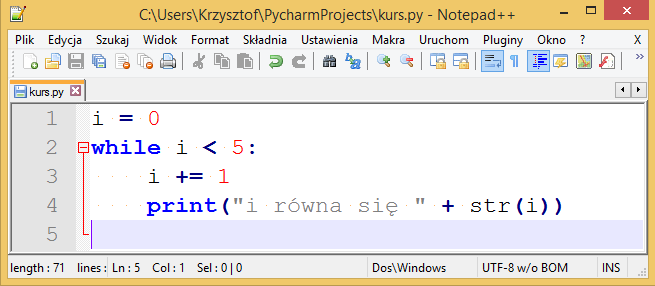 C:\Users\Krzysztof\PycharmProjects\kurs.py - Notepad++
Plik Edycja Szukaj Widok Format Składnia Ustawienia Makra Uruchom Pluginy Okno ? X
kurs.py
1 i = 0
2 while i < 5:
3     i += 1
4     print("i równa się " + str(i))
5
length : 71 lines : Ln : 5 Col : 1 Sel : 0 | 0 Dos\Windows UTF-8 w/o BOM INS